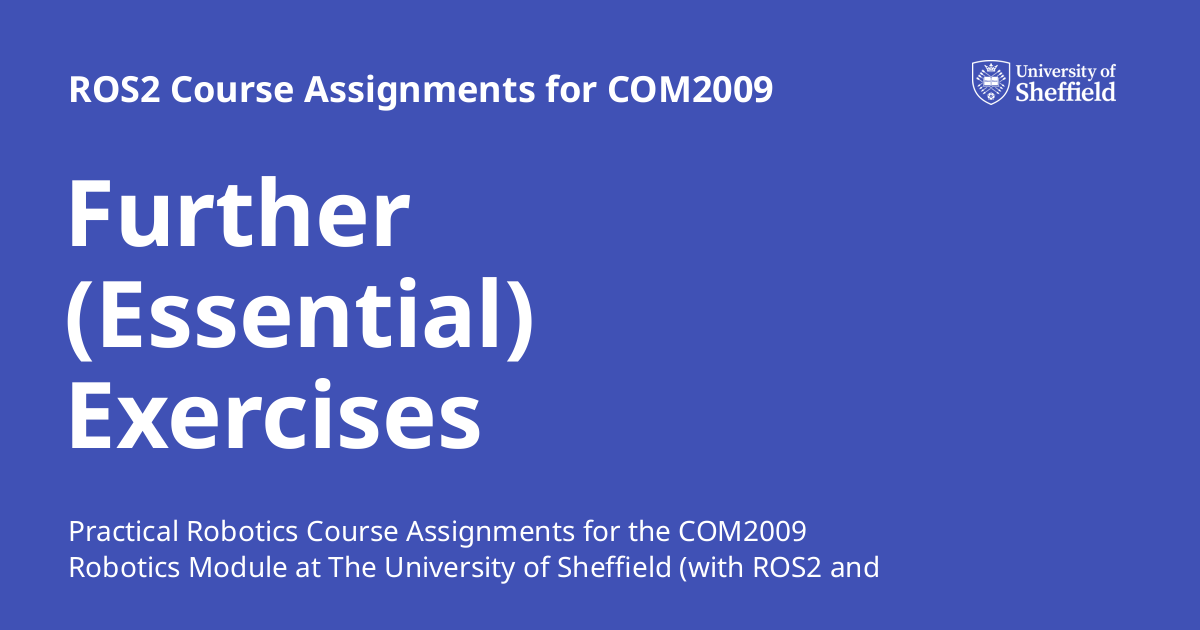 ROS2 Course Assignments for COM2009
University of
Sheffield
Further
(Essential)
Exercises
Practical Robotics Course Assignments for the COM2009
Robotics Module at The University of Sheffield (with ROS2 and